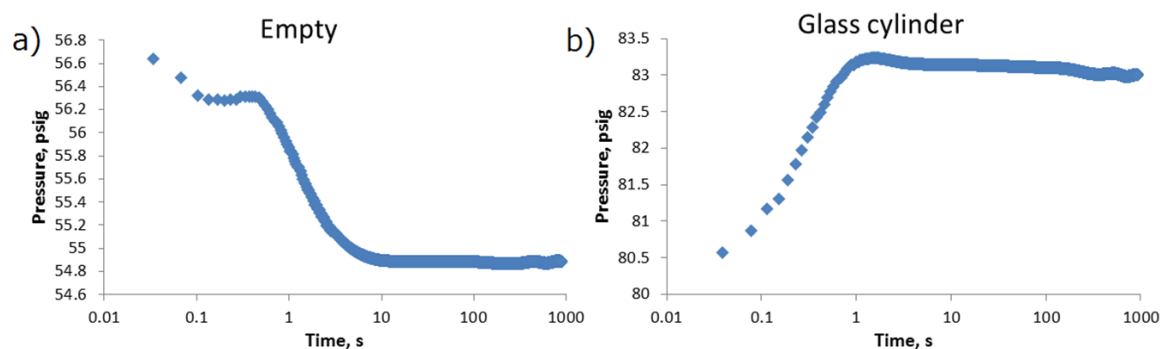 a)
Empty
Pressure, psig
56.8
56.6
56.4
56.2
56
55.8
55.6
55.4
55.2
55
54.8
54.6
0.01 0.1 1 10 100 1000
Time, s
b)
Glass cylinder
Pressure, psig
83.5
83
82.5
82
81.5
81
80.5
80
0.01 0.1 1 10 100 1000
Time, s